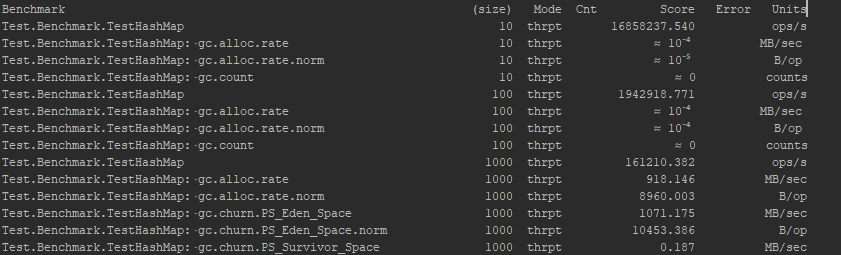 Benchmark (size) Mode Cnt Score Error Units
Test.Benchmark.TestHashMap 10 thrpt 16858237.540 ops/s
Test.Benchmark.TestHashMap:·gc.alloc.rate 10 thrpt ≈ 10⁻⁴ MB/sec
Test.Benchmark.TestHashMap:·gc.alloc.rate.norm 10 thrpt ≈ 10⁻⁵ B/op
Test.Benchmark.TestHashMap:·gc.count 10 thrpt ≈ 0 counts
Test.Benchmark.TestHashMap 100 thrpt 1942918.771 ops/s
Test.Benchmark.TestHashMap:·gc.alloc.rate 100 thrpt ≈ 10⁻⁴ MB/sec
Test.Benchmark.TestHashMap:·gc.alloc.rate.norm 100 thrpt ≈ 10⁻⁴ B/op
Test.Benchmark.TestHashMap:·gc.count 100 thrpt ≈ 0 counts
Test.Benchmark.TestHashMap 1000 thrpt 161210.382 ops/s
Test.Benchmark.TestHashMap:·gc.alloc.rate 1000 thrpt 918.146 MB/sec
Test.Benchmark.TestHashMap:·gc.alloc.rate.norm 1000 thrpt 8960.003 B/op
Test.Benchmark.TestHashMap:·gc.churn.PS_Eden_Space 1000 thrpt 1071.175 MB/sec
Test.Benchmark.TestHashMap:·gc.churn.PS_Eden_Space.norm 1000 thrpt 10453.386 B/op
Test.Benchmark.TestHashMap:·gc.churn.PS_Survivor_Space 1000 thrpt 0.187 MB/sec